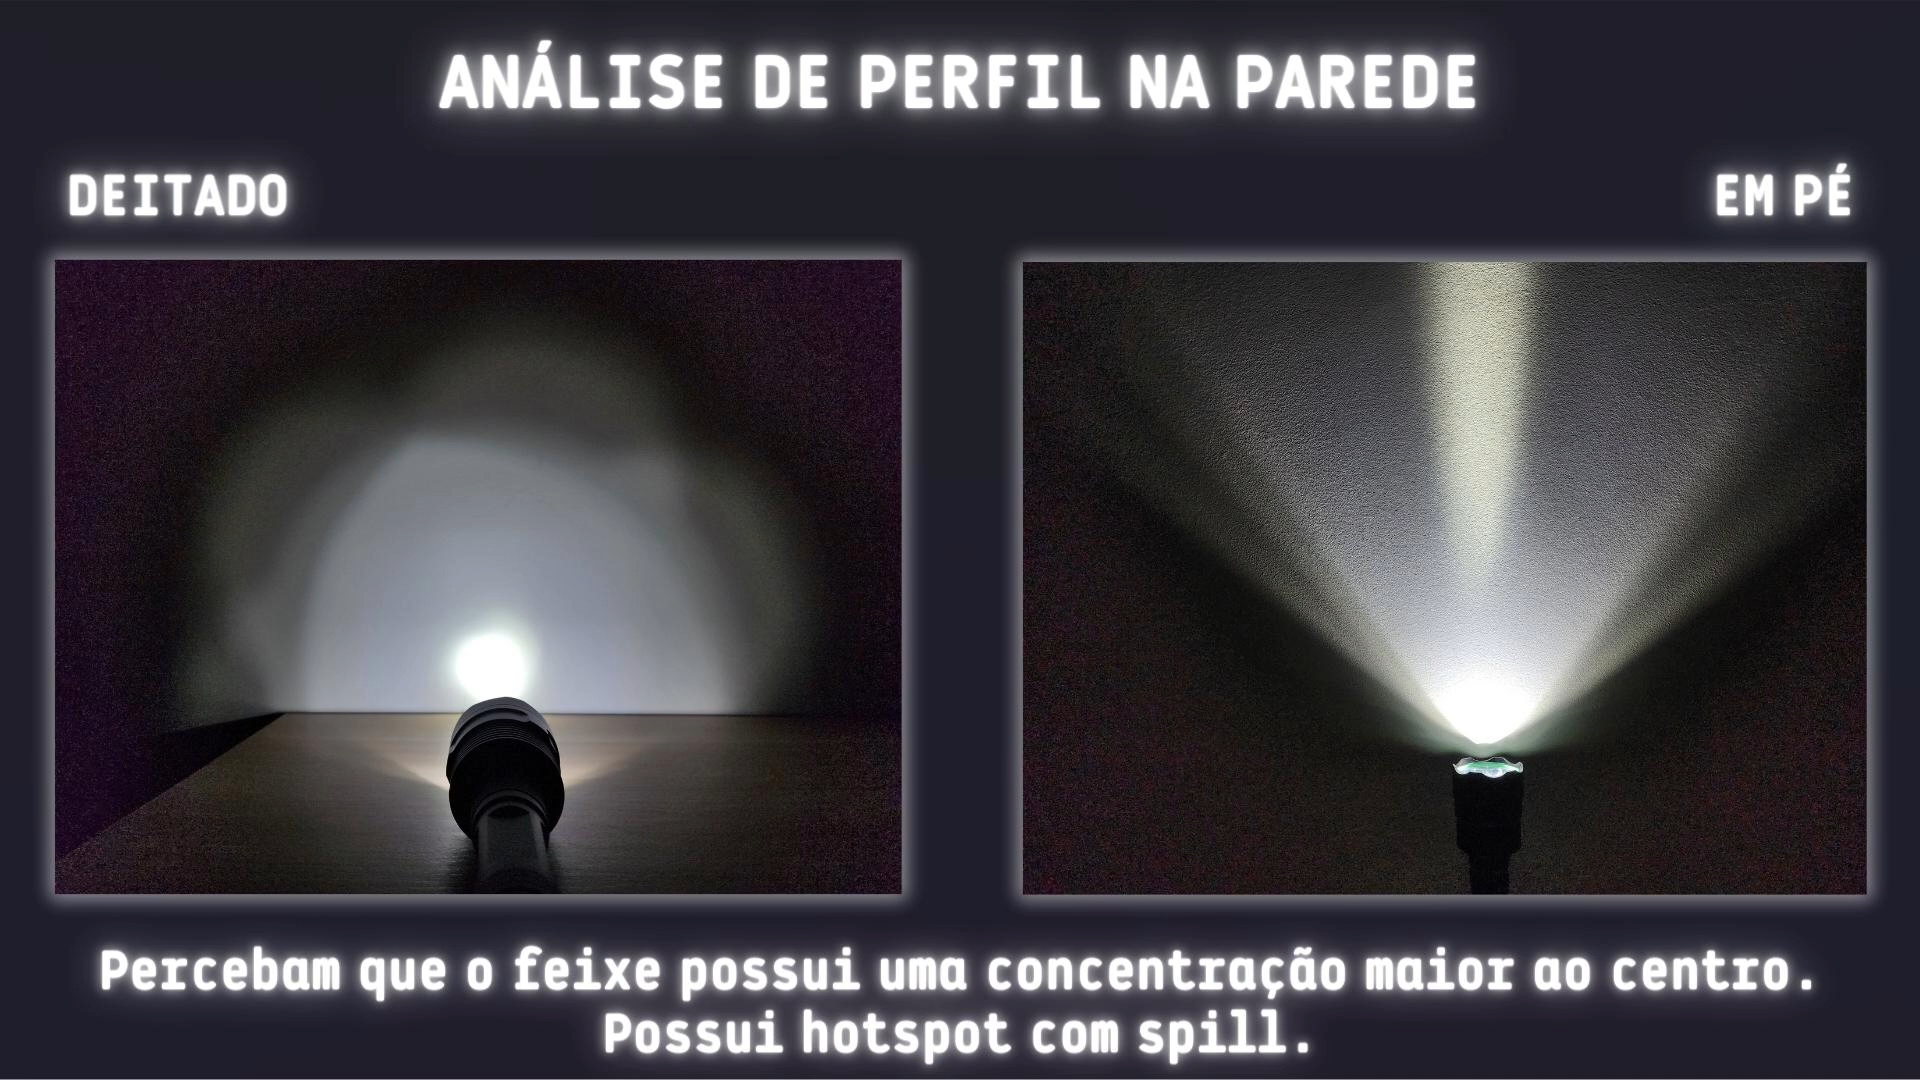 ANÁLISE DE PERFIL NA PAREDE
DEITADO
EM PÉ
Percebam que o feixe possui uma concentração maior ao centro.
Possui hotspot com spill.